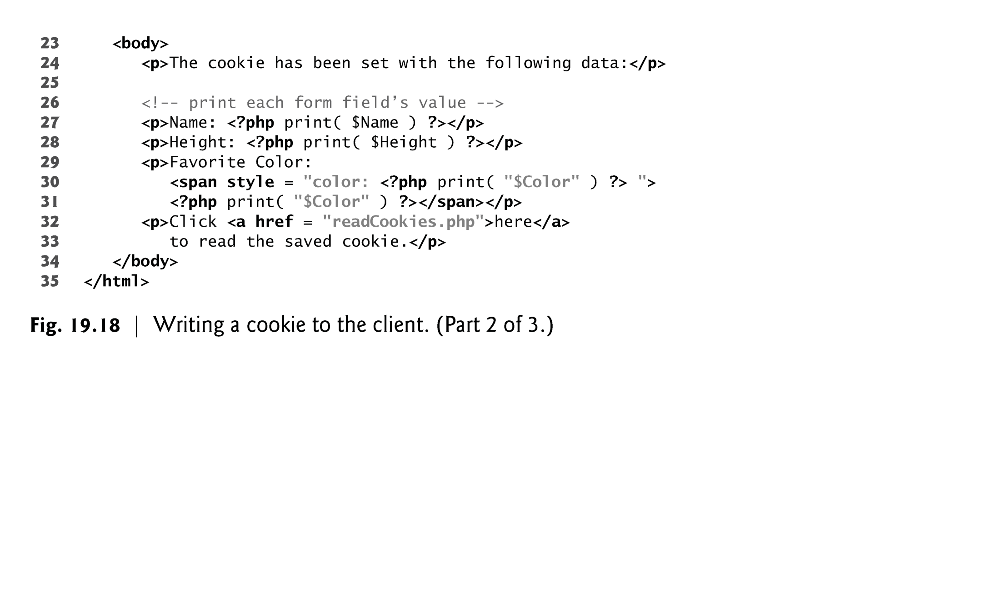 23 <body>
24 <p>The cookie has been set with the following data:</p>
25
26 <!-- print each form field’s value -->
27 <p>Name: <?php print( $Name ) ?></p>
28 <p>Height: <?php print( $Height ) ?></p>
29 <p>Favorite Color:
30 <span style = "color: <?php print( "$Color" ) ?> ">
31 <?php print( "$Color" ) ?></span></p>
32 <p>Click <a href = "readCookies.php">here</a>
33 to read the saved cookie.</p>
34 </body>
35 </html>
Fig. 19.18 | Writing a cookie to the client. (Part 2 of 3.)